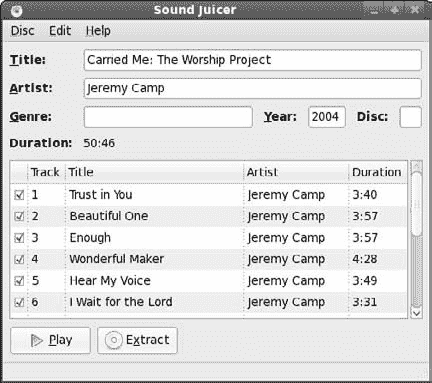 Sound Juicer
Disc Edit Help
Title: Carried Me: The Worship Project
Artist: Jeremy Camp
Genre: Year: 2004 Disc:
Duration: 50:46
Track Title Artist Duration
1 Trust in You Jeremy Camp 3:40
2 Beautiful One Jeremy Camp 3:57
3 Enough Jeremy Camp 3:57
4 Wonderful Maker Jeremy Camp 4:28
5 Hear My Voice Jeremy Camp 3:49
6 I Wait for the Lord Jeremy Camp 3:31
Play Extract